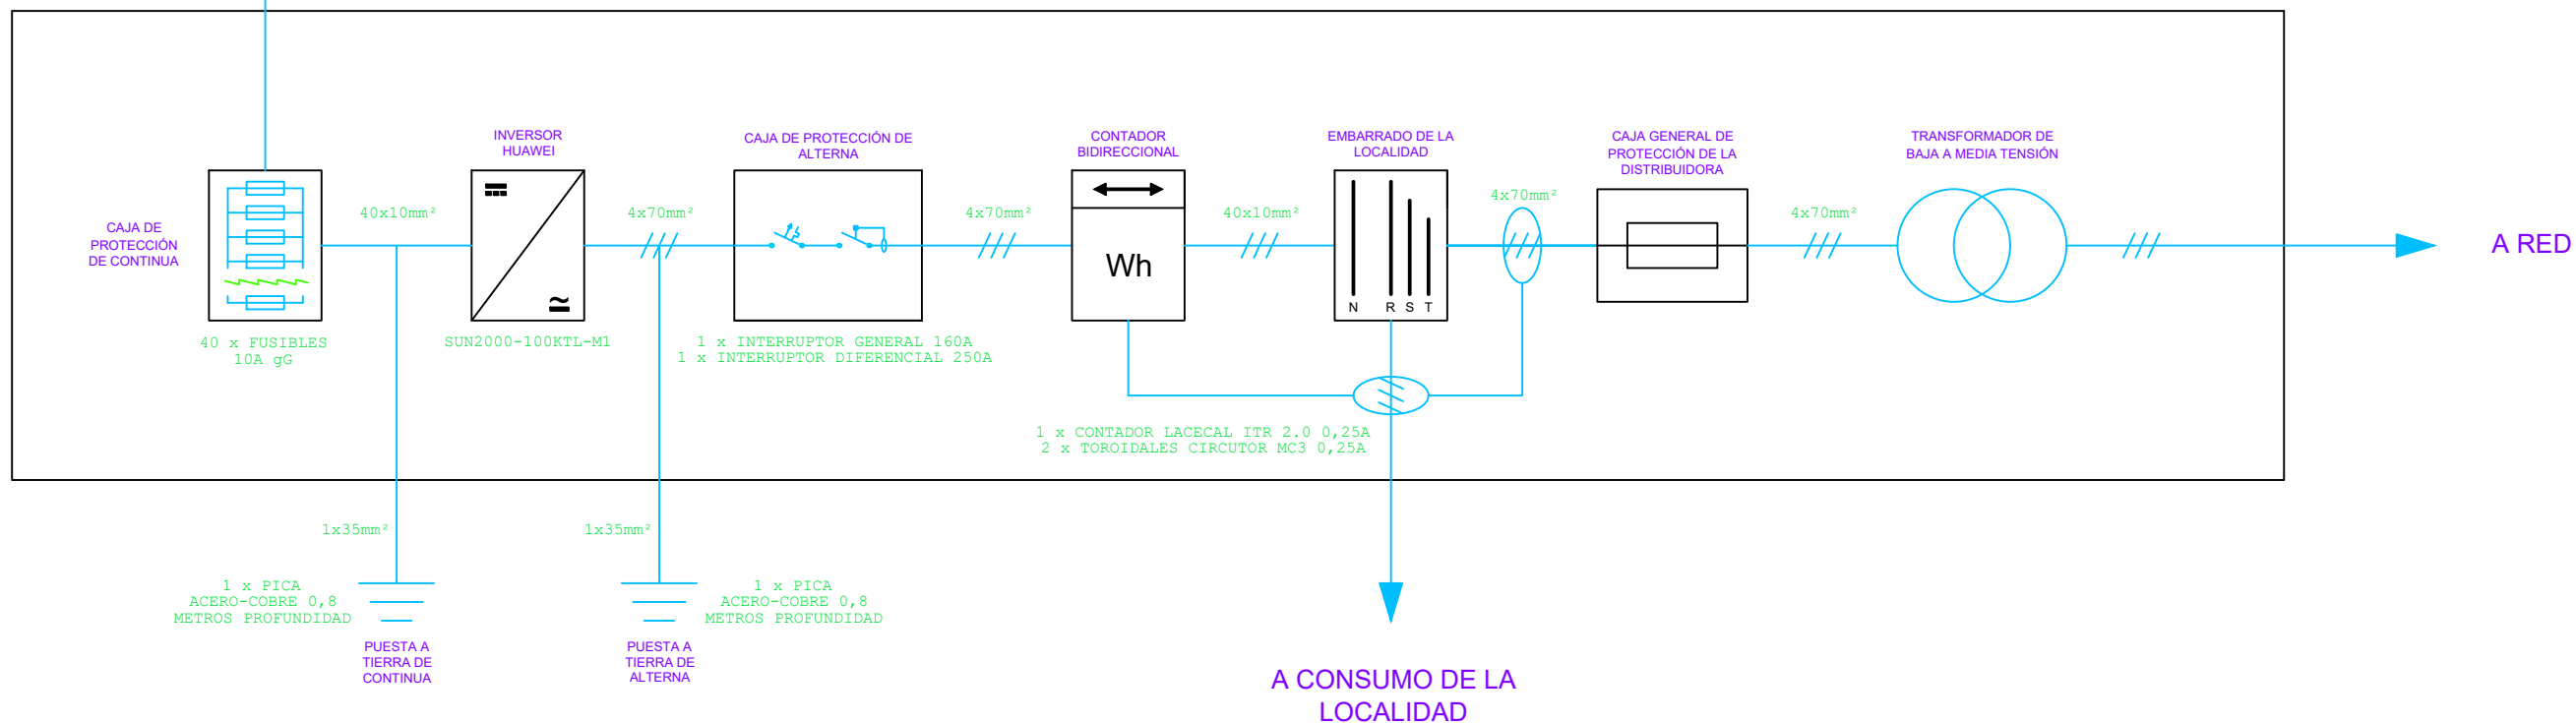 INVERSOR
HUAWEI
CAJA DE PROTECCIÓN DE
ALTERNA
CONTADOR
BIDIRECCIONAL
EMBARRADO DE LA
LOCALIDAD
CAJA GENERAL DE
PROTECCIÓN DE LA
DISTRIBUIDORA
TRANSFORMADOR DE
BAJA A MEDIA TENSIÓN
CAJA DE
PROTECCIÓN
DE CONTINUA
40x10mm²
4x70mm²
4x70mm²
40x10mm²
4x70mm²
4x70mm²
A RED
Wh
N R S T
40 x FUSIBLES
10A gG
SUN2000-100KTL-M1
1 x INTERRUPTOR GENERAL 160A
1 x INTERRUPTOR DIFERENCIAL 250A
1 x CONTADOR LACECAL ITR 2.0 0,25A
2 x TOROIDALES CIRCUTOR MC3 0,25A
1x35mm²
1x35mm²
1 x PICA
ACERO-COBRE 0,8
METROS PROFUNDIDAD
1 x PICA
ACERO-COBRE 0,8
METROS PROFUNDIDAD
PUESTA A
TIERRA DE
CONTINUA
PUESTA A
TIERRA DE
ALTERNA
A CONSUMO DE LA
LOCALIDAD